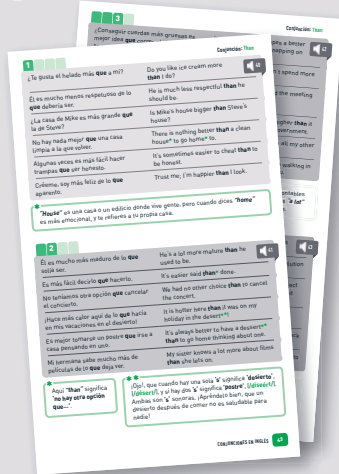 3
Conjunción: Than
¿Conseguir cuerdas más gruesas es
mejor idea que
Conjunción: Than
1
¿Te gusta el helado más que a mí?
Do you like ice cream more
than I do?
Él es mucho menos respetuoso de lo
que debería ser.
He is much less respectful than he
should be.
¿La casa de Mike es más grande que
la de Steve?
Is Mike's house bigger than Steve's
house?
No hay nada mejor que una casa
limpia a la que volver.
There is nothing better than a clean
house* to go home* to.
Algunas veces es más fácil hacer
trampas que ser honesto.
It's sometimes easier to cheat than to
be honest.
Créeme, soy más feliz de lo que
aparento.
Trust me, I'm happier than I look.
"House" es una casa o un edificio donde vive gente, pero cuando dices "home"
es más emocional, y te refieres a su propia casa.
2
Él es mucho más maduro de lo que
solía ser.
He's a lot more mature than he
used to be.
Es más fácil decirlo que hacerlo.
It's easier said than* done.
No teníamos otra opción que cancelar
el concierto.
We had no other choice than to cancel
the concert.
¡Hace más calor aquí de lo que hacía
en mis vacaciones en el desierto!
It is hotter here than it was on my
holiday in the desert**!
Es mejor tomarse un postre que irse a
casa pensando en uno.
It's always better to have a dessert**
than to go home thinking about one.
Mi hermana sabe mucho más de
películas de lo que deja ver.
My sister knows a lot more about films
than she lets on.
Aquí "than" significa
"no hay otra opción
que...".
¡Ojo!, que cuando hay una sola 's' significa 'desierto',
y si hay dos 's' significa 'postre',
Ambas son 's' sonoras. ¡Apréndelo bien, que un
desierto después de comer no es saludable para
nadie!
CONJUNCIONES EN INGLÉS